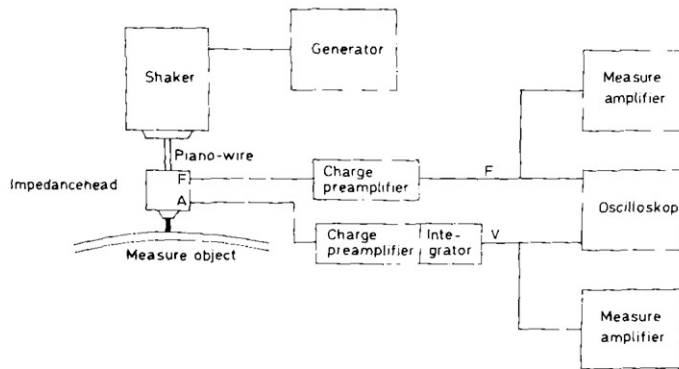 Generator
Shaker
Measure
amplifier
Piano-wire
Impedancehead
F
A
Charge
preamplifier
F
Oscilloskop
Charge
preamplifier
Inte-
grator
V
Measure object
Measure
amplifier